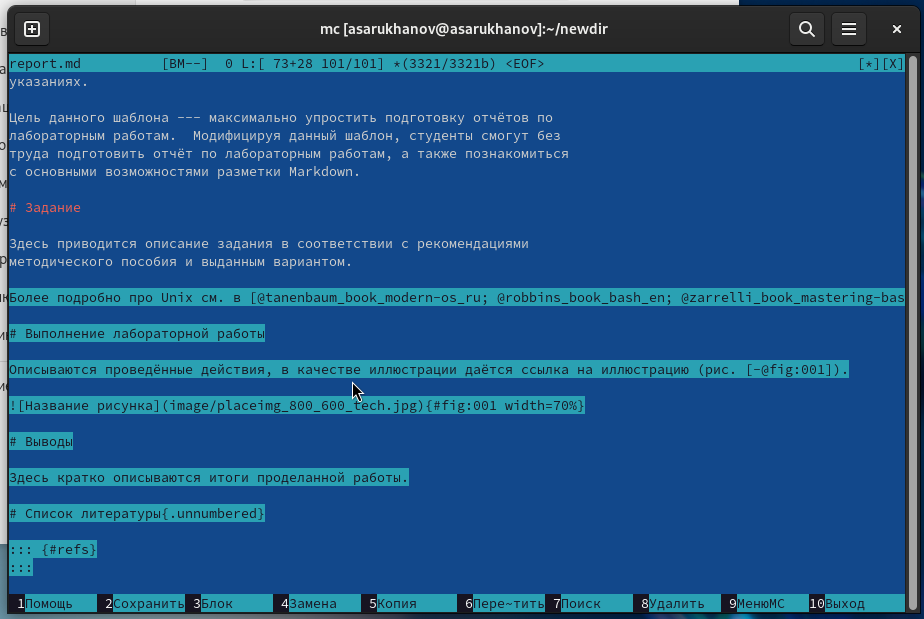 mc [asarukhanov@asarukhanov]:~/newdir
report.md [BM--] 0 L:[ 73+28 101/101] *(3321/3321b) <EOF> [*][X]
указаниях.
Цель данного шаблона --- максимально упростить подготовку отчётов по
лабораторным работам. Модифицируя данный шаблон, студенты смогут без
труда подготовить отчёт по лабораторным работам, а также познакомиться
с основными возможностями разметки Markdown.
# Задание
Здесь приводится описание задания в соответствии с рекомендациями
методического пособия и выданным вариантом.
Более подробно про Unix см. в [@tanenbaum_book_modern-os_ru; @robbins_book_bash_en; @zarrelli_book_mastering-bas
# Выполнение лабораторной работы
Описываются проведённые действия, в качестве иллюстрации даётся ссылка на иллюстрацию (рис. [-@fig:001]).
![Название рисунка](image/placeimg_800_600_tech.jpg){#fig:001 width=70%}
# Выводы
Здесь кратко описываются итоги проделанной работы.
# Список литературы{.unnumbered}
::: {#refs}
:::
1Помощь 2Сохранить 3Блок 4Замена 5Копия 6Пере~тить 7Поиск 8Удалить 9МенюMC 10Выход